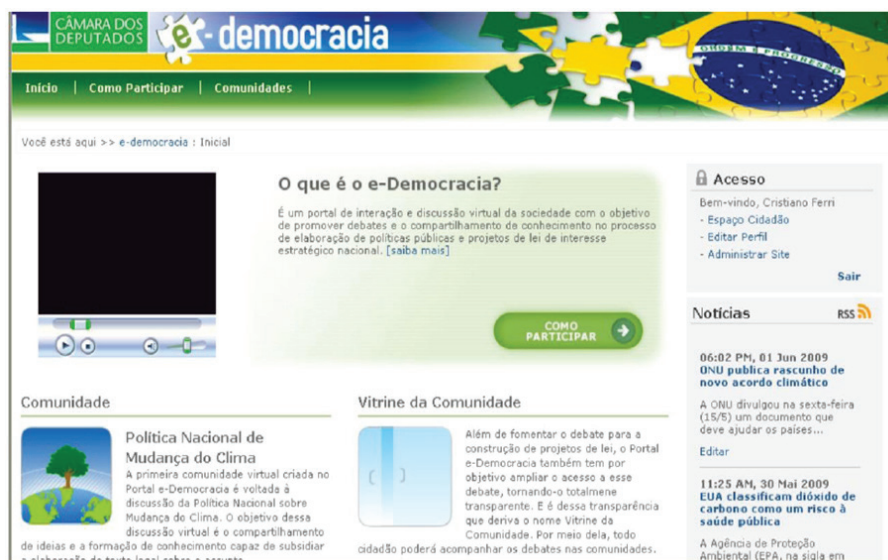 CÂMARA DOS
DEPUTADOS
e-democracia
ORDEM E PROGRESSO
Início | Como Participar | Comunidades |
Você está aqui >> e-democracia : Inicial
O que é o e-Democracia?
É um portal de interação e discussão virtual da sociedade com o objetivo
de promover debates e o compartilhamento de conhecimento no processo
de elaboração de políticas públicas e projetos de lei de interesse
estratégico nacional. [saiba mais]
COMO
PARTICIPAR
Acesso
Bem-vindo, Cristiano Ferri
- Espaço Cidadão
- Editar Perfil
- Administrar Site
Sair
Notícias RSS
06:02 PM, 01 Jun 2009
ONU publica rascunho de
novo acordo climático
A ONU divulgou na sexta-feira
(15/5) um documento que
deve ajudar os países...
Editar
11:25 AM, 30 Mai 2009
EUA classificam dióxido de
carbono como um risco à
saúde pública
A Agência de Proteção
Ambiental (EPA, na sigla em
Comunidade
Política Nacional de
Mudança do Clima
A primeira comunidade virtual criada no
Portal e-Democracia é voltada à
discussão da Política Nacional sobre
Mudança do Clima. O objetivo dessa
discussão virtual é o compartilhamento
de ideias e a formação de conhecimento capaz de subsidiar
Vitrine da Comunidade
Além de fomentar o debate para a
construção de projetos de lei, o Portal
e-Democracia também tem por
objetivo ampliar o acesso a esse
debate, tornando-o totalmene
transparente. E é dessa transparência
que deriva o nome Vitrine da
Comunidade. Por meio dela, todo
cidadão poderá acompanhar os debates nas comunidades.